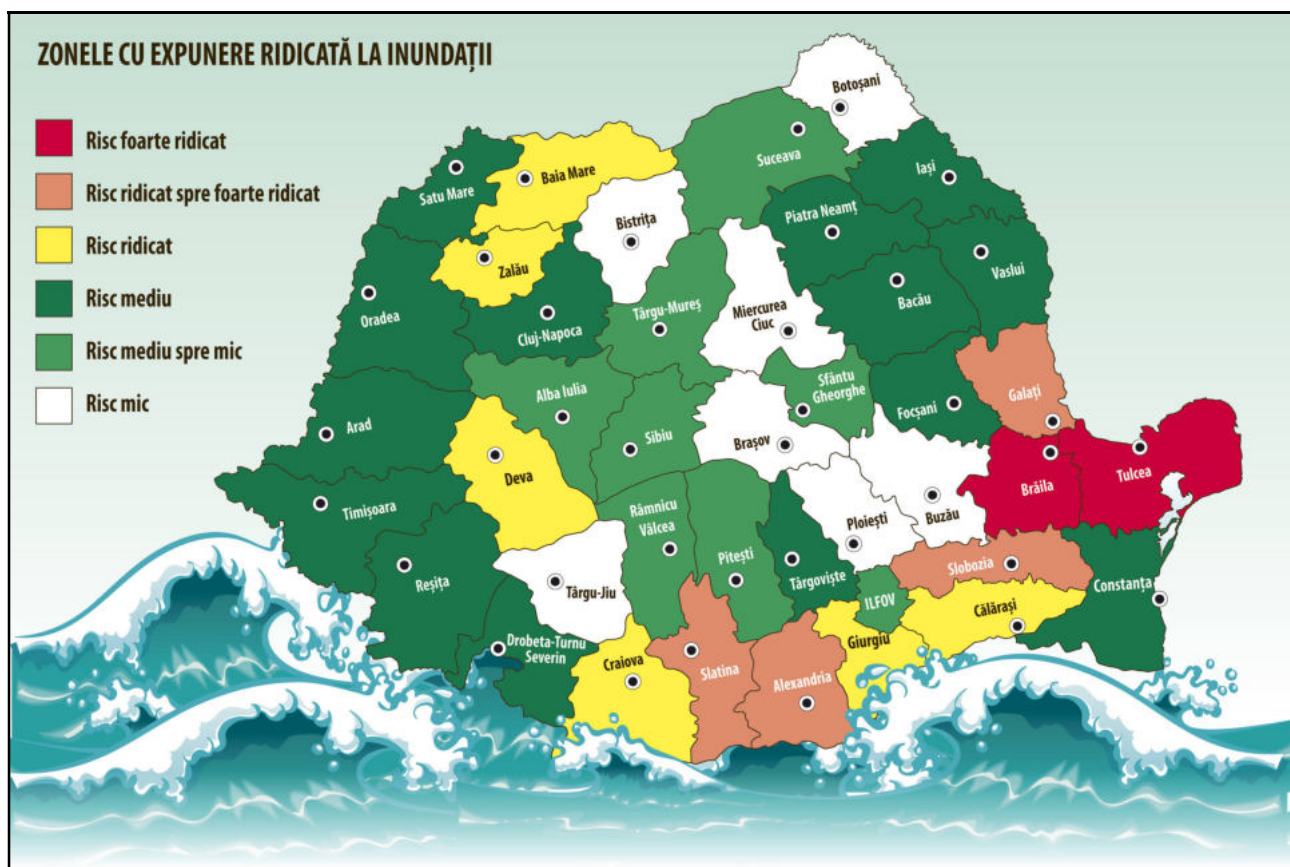 ZONELE CU EXPUNERE RIDICATĂ LA INUNDAȚII
Risc foarte ridicat
Risc ridicat spre foarte ridicat
Risc ridicat
Risc mediu
Risc mediu spre mic
Risc mic
Botoșani
Suceava
Iași
Satu Mare
Baia Mare
Bistrița
Piatra Neamț
Zalău
Vaslui
Oradea
Cluj-Napoca
Târgu-Mureș
Miercurea
Ciuc
Bacău
Alba Iulia
Sfântu
Gheorghe
Galați
Focșani
Arad
Sibiu
Brașov
Deva
Tulcea
Brăila
Timișoara
Râmnicu
Vâlcea
Ploiești
Buzău
Reșița
Pitești
Târgoviște
Slobozia
Constanța
Târgu-Jiu
ILFOV
Călărași
Drobeta-Turnu
Severin
Craiova
Slatina
Alexandria
Giurgiu